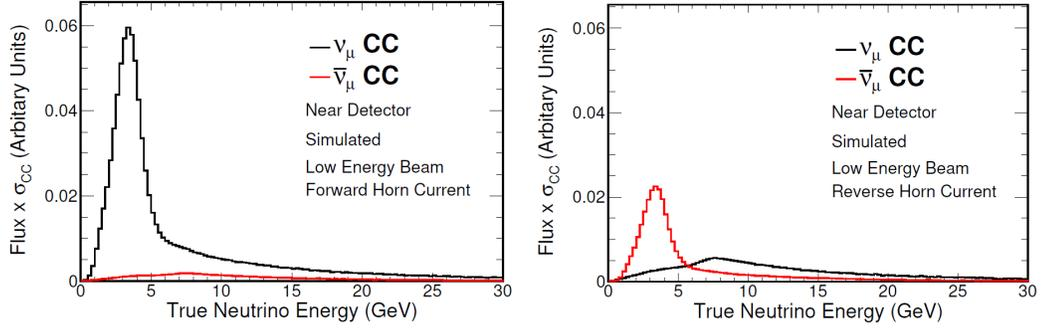 Flux x σCC (Arbitary Units)
0.06
0.04
0.02
0
νμ CC
ν̅μ CC
Near Detector
Simulated
Low Energy Beam
Forward Horn Current
0 5 10 15 20 25 30
True Neutrino Energy (GeV)
Flux x σCC (Arbitary Units)
0.06
0.04
0.02
0
νμ CC
ν̅μ CC
Near Detector
Simulated
Low Energy Beam
Reverse Horn Current
0 5 10 15 20 25 30
True Neutrino Energy (GeV)